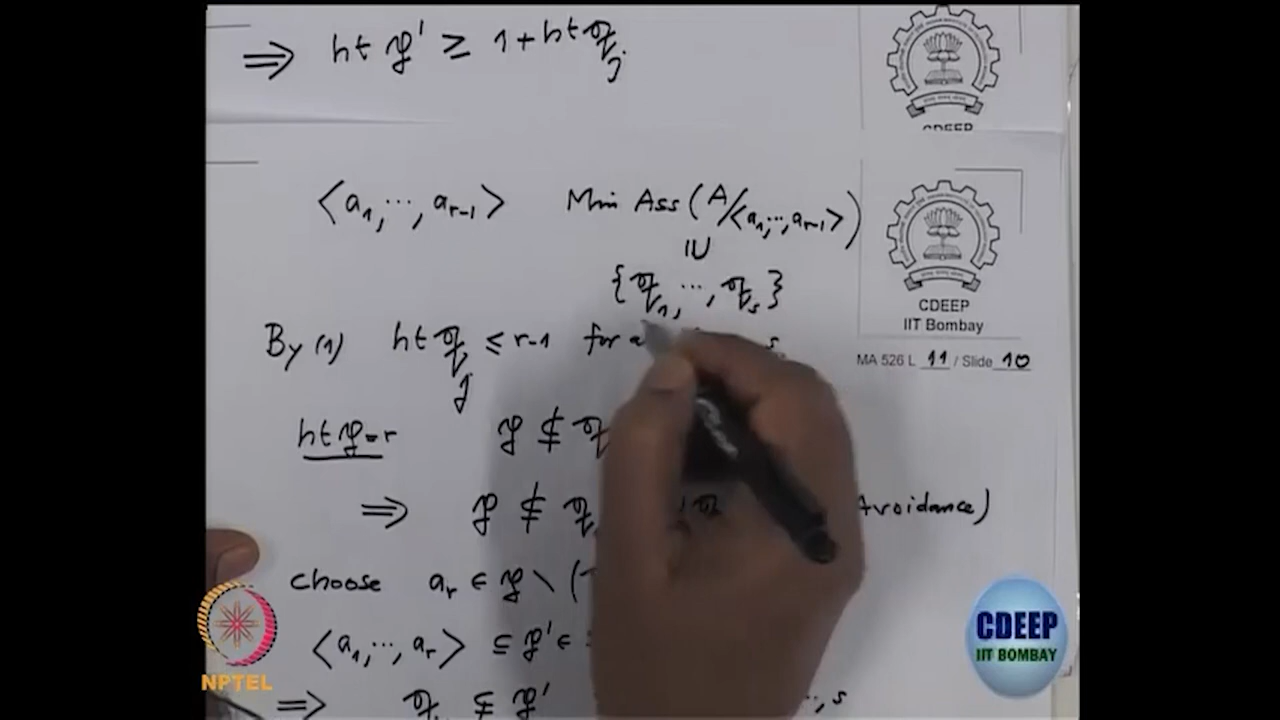 ⟹ ht 𝔭' ≥ 1 + ht 𝔮_j
CDEEP
⟨a_1, ..., a_{r-1}⟩ Min Ass (A/⟨a_1, ..., a_{r-1}⟩)
∪|
{𝔮_1, ..., 𝔮_s}
CDEEP
IIT Bombay
By (1) ht 𝔮_j ≤ r-1 for a s
MA 526 L 11 / Slide 10
ht 𝔭 = r 𝔭 ⊈ 𝔮
⟹ 𝔭 ⊈ 𝔮 𝔮 Avoidance)
choose a_r ∈ 𝔭 \ (
⟨a_1, ..., a_r⟩ ⊆ 𝔭' ∈
⟹ 𝔮 ⊊ 𝔭' ,s
NPTEL
CDEEP
IIT BOMBAY